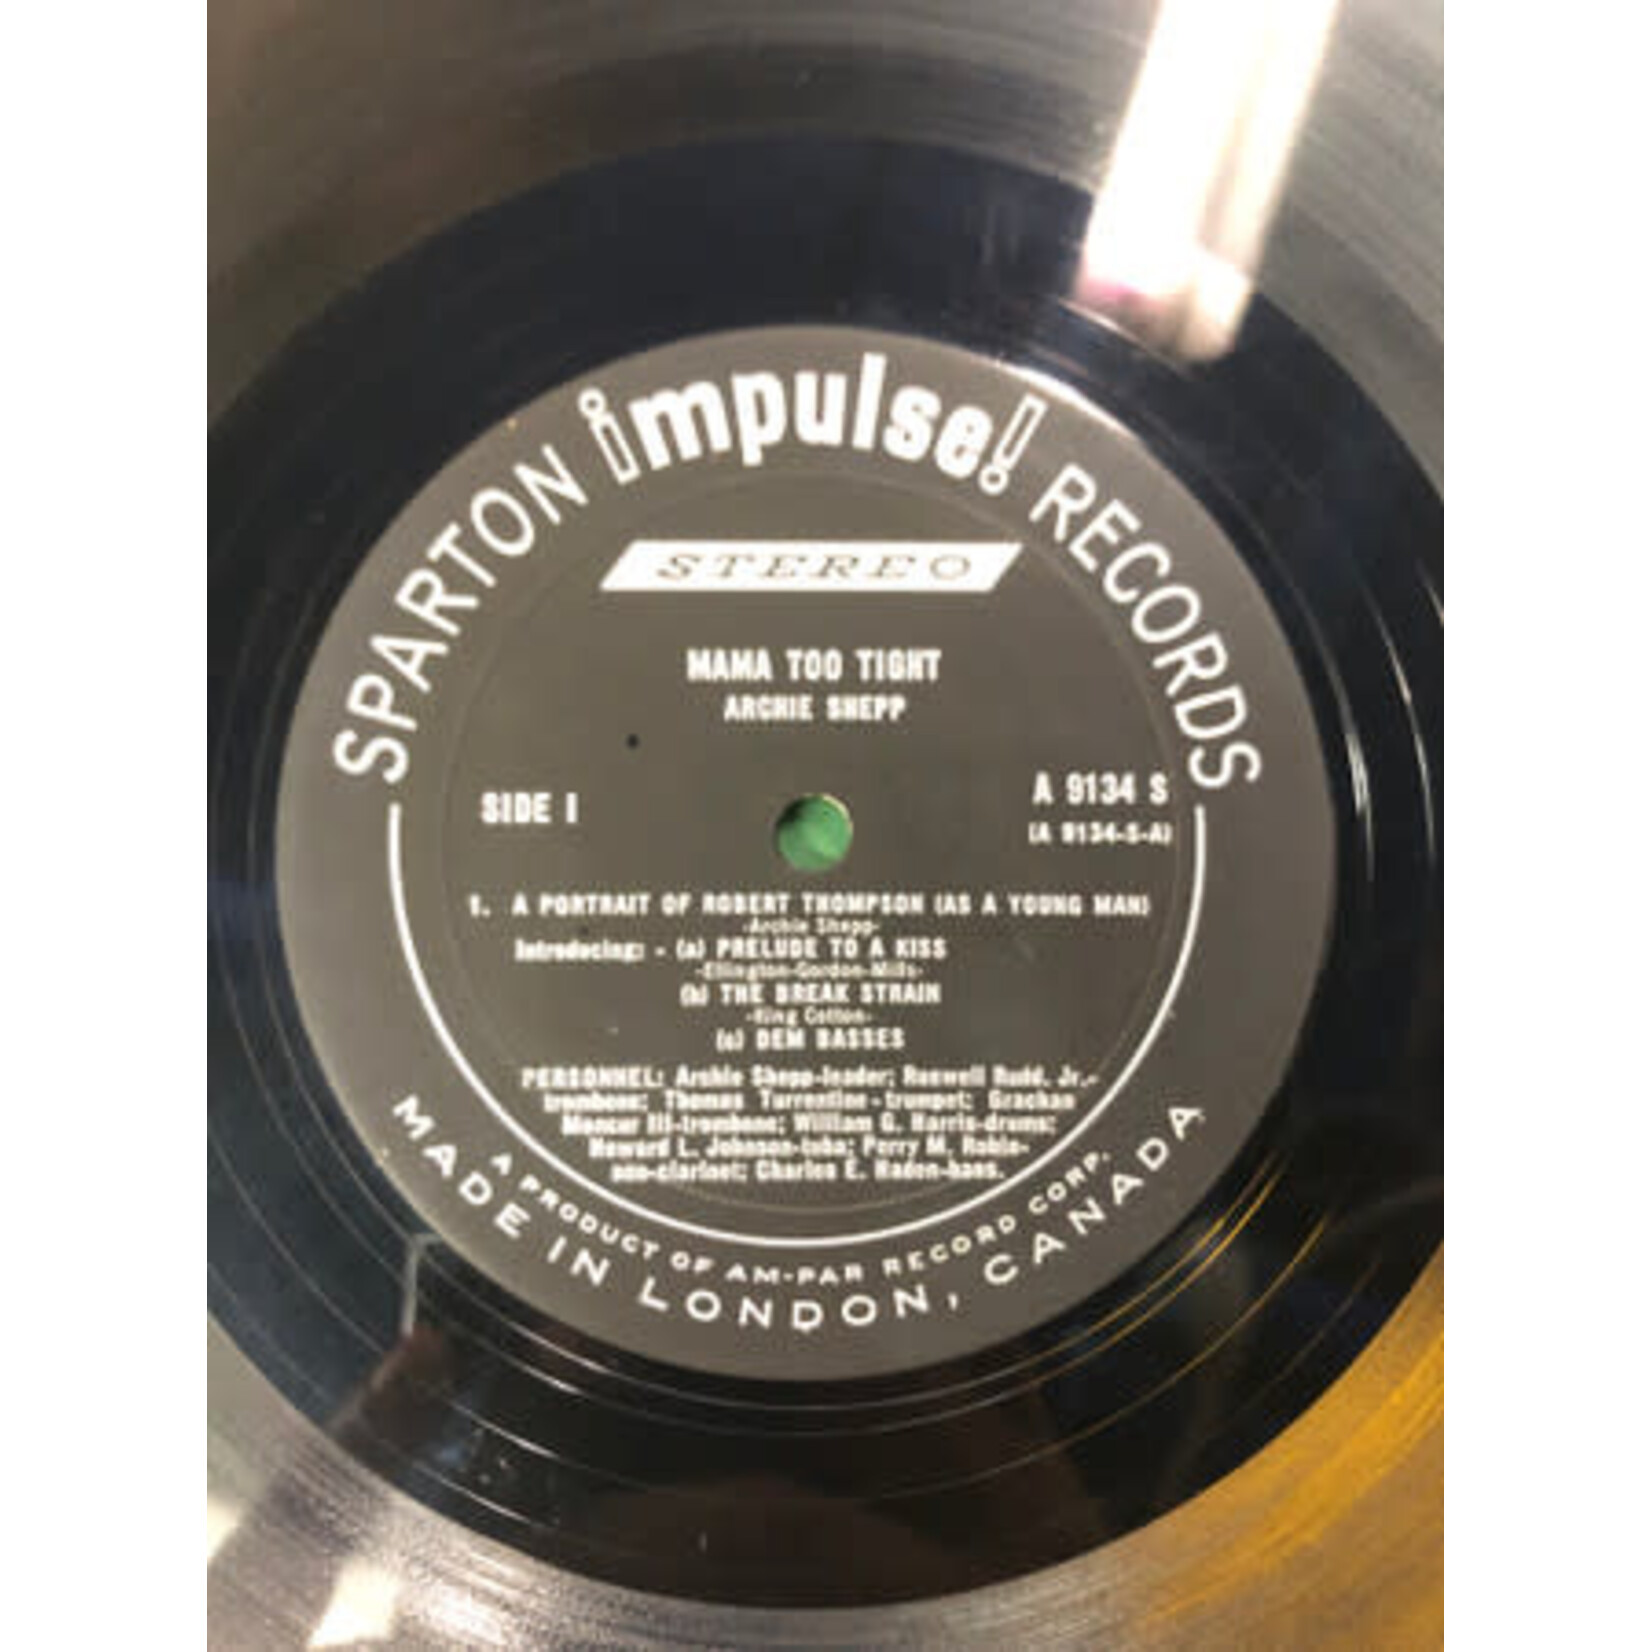 SPARTON impulse! RECORDS
STEREO
MAMA TOO TIGHT
ARCHIE SHEPP
SIDE 1
A 9134 S
(A 9134-S-A)
1. A PORTRAIT OF ROBERT THOMPSON (AS A YOUNG MAN)
-Archie Shepp-
Introducing: - (a) PRELUDE TO A KISS
-Ellington-Gordon-Mills-
(b) THE BREAK STRAIN
-King Cotton-
(c) DEM BASSES
PERSONNEL: Archie Shepp-leader; Roswell Rudd, Jr.-
trombone; Thomas Turrentine-trumpet; Grachan
Moncur III-trombone; William G. Harris-drums;
Howard L. Johnson-tuba; Perry M. Robin-
son-clarinet; Charles E. Haden-bass.
A PRODUCT OF AM-PAR RECORD CORP.
MADE IN LONDON, CANADA